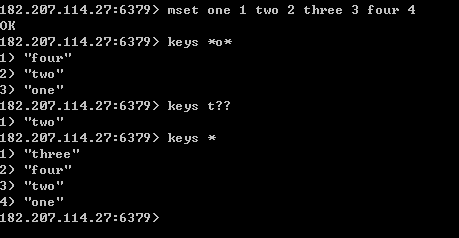 182.207.114.27:6379> mset one 1 two 2 three 3 four 4
OK
182.207.114.27:6379> keys *o*
1) "four"
2) "two"
3) "one"
182.207.114.27:6379> keys t??
1) "two"
182.207.114.27:6379> keys *
1) "three"
2) "four"
3) "two"
4) "one"
182.207.114.27:6379>